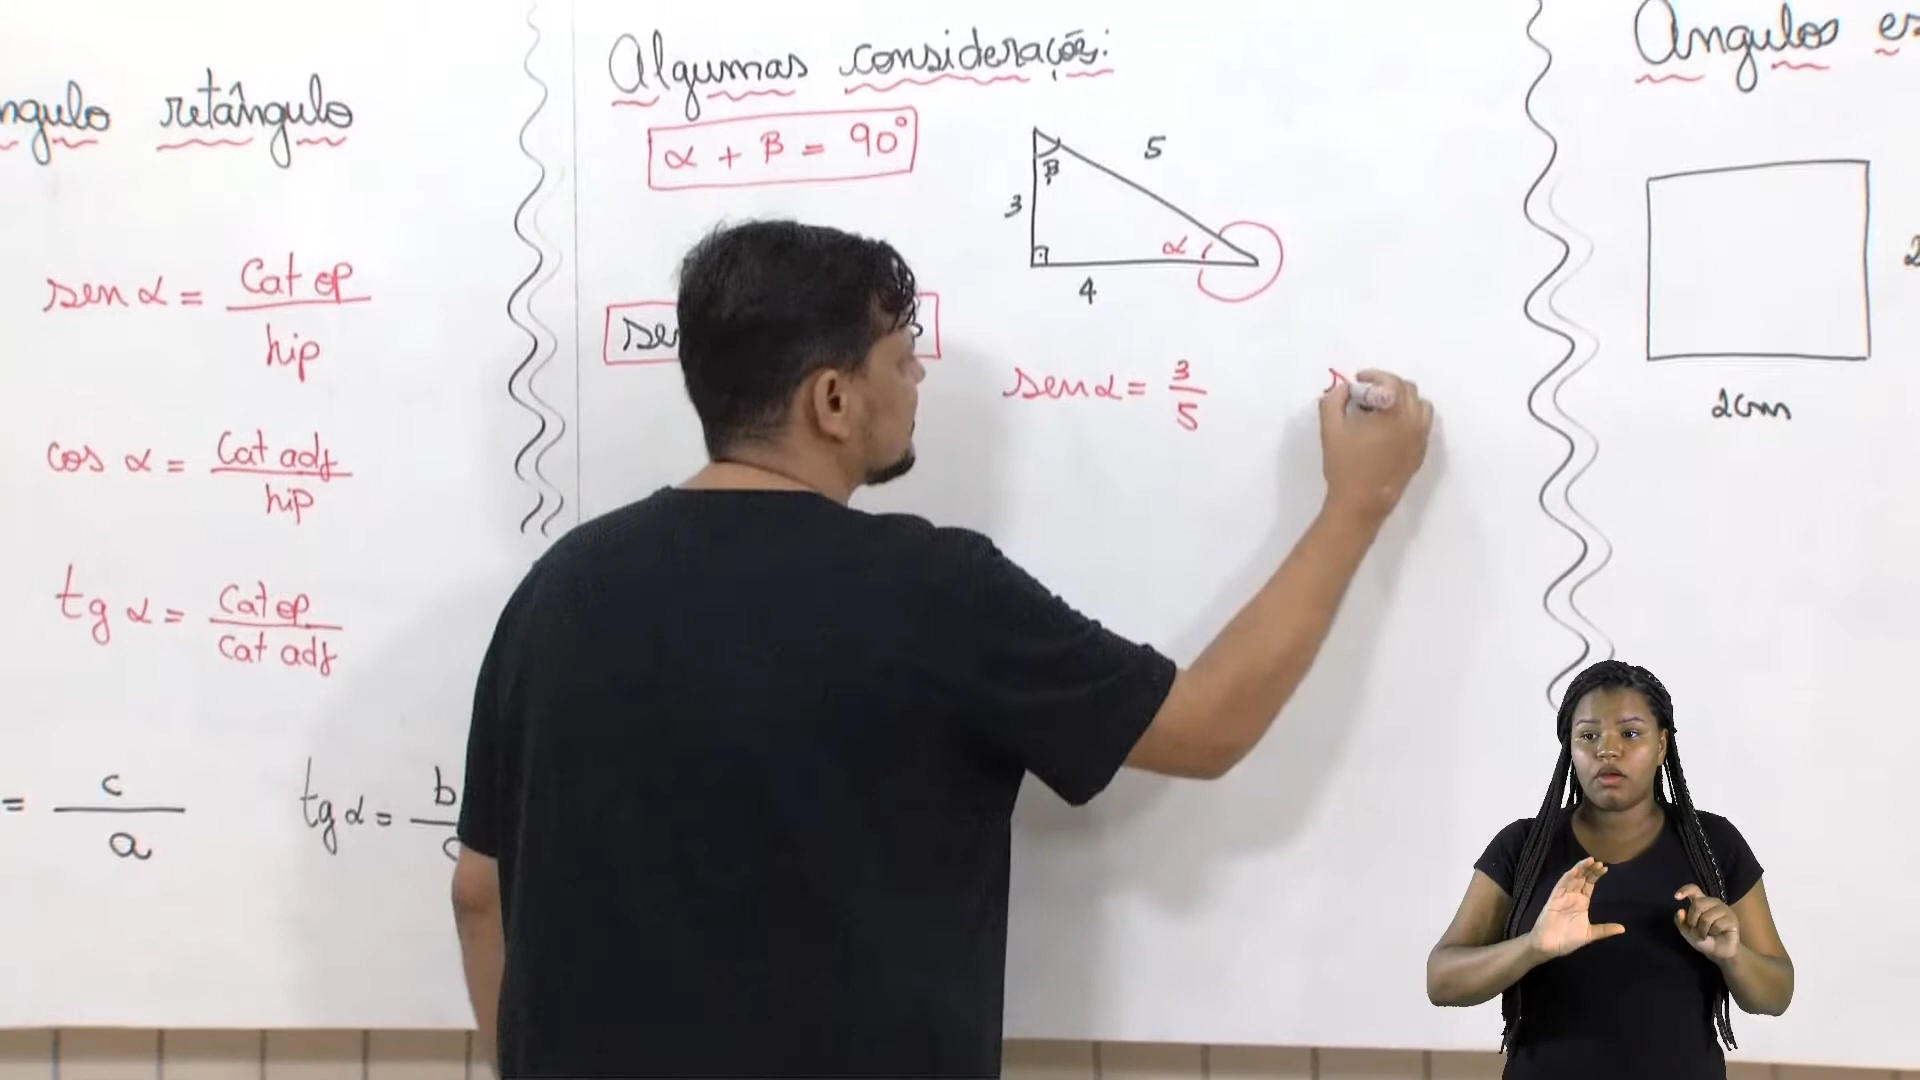 ngulo retângulo
sen α = Cat op
hip
cos α = Cat adj
hip
tg α = Cat op
Cat adj
= c
a
tg α = b
Algumas considerações:
α + β = 90°
β
5
3
α
4
sen α = 3
5
Angulos
2cm